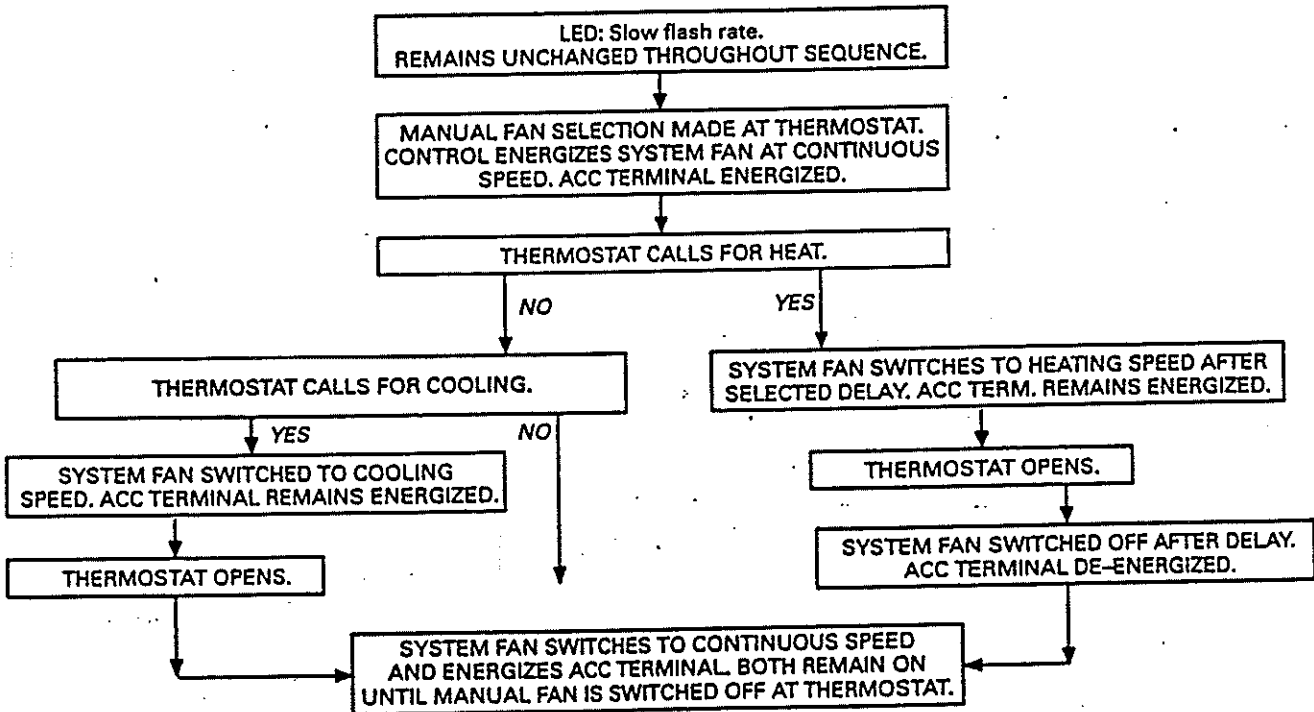 LED: Slow flash rate.
REMAINS UNCHANGED THROUGHOUT SEQUENCE.
MANUAL FAN SELECTION MADE AT THERMOSTAT.
CONTROL ENERGIZES SYSTEM FAN AT CONTINUOUS
SPEED. ACC TERMINAL ENERGIZED.
THERMOSTAT CALLS FOR HEAT.
NO
YES
THERMOSTAT CALLS FOR COOLING.
SYSTEM FAN SWITCHES TO HEATING SPEED AFTER
SELECTED DELAY. ACC TERM. REMAINS ENERGIZED.
YES
NO
SYSTEM FAN SWITCHED TO COOLING
SPEED. ACC TERMINAL REMAINS ENERGIZED.
THERMOSTAT OPENS.
THERMOSTAT OPENS.
SYSTEM FAN SWITCHED OFF AFTER DELAY.
ACC TERMINAL DE-ENERGIZED.
SYSTEM FAN SWITCHES TO CONTINUOUS SPEED
AND ENERGIZES ACC TERMINAL. BOTH REMAIN ON
UNTIL MANUAL FAN IS SWITCHED OFF AT THERMOSTAT.